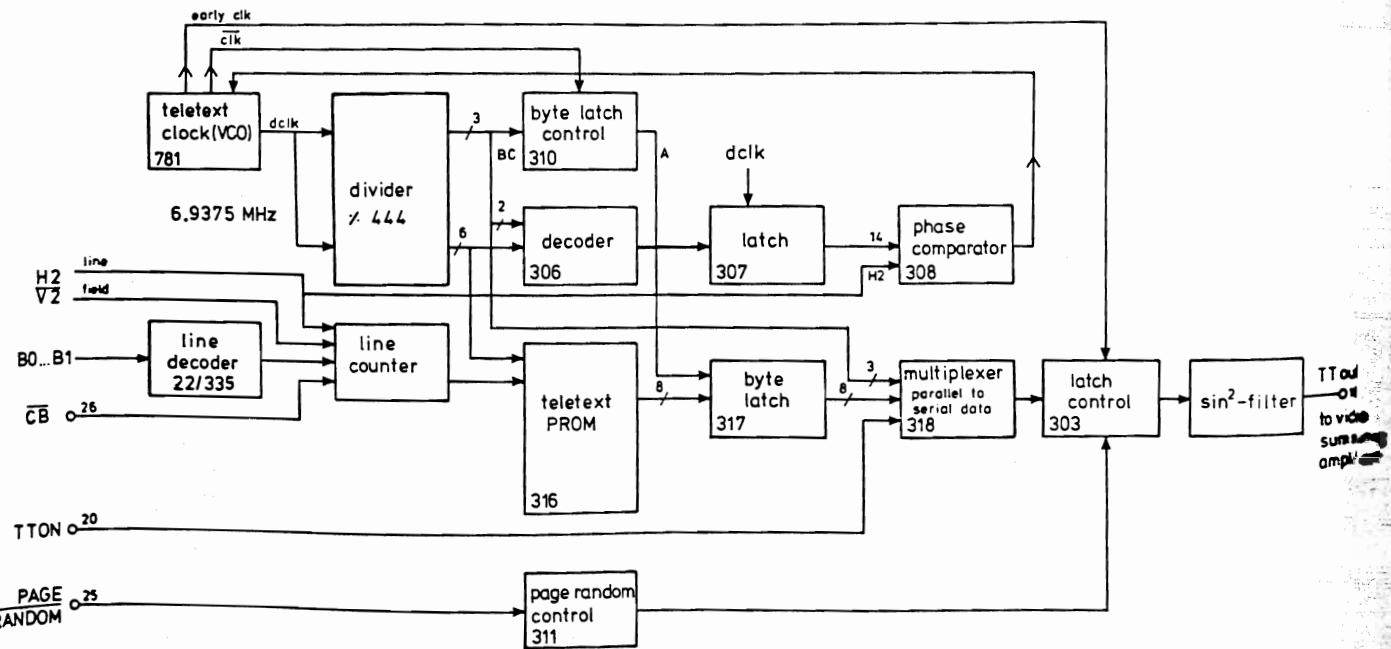 early clk
clk
teletext
clock(VCO)
781
dclk
6.9375 MHz
divider
٪ 444
3
BC
6
2
byte latch
control
310
A
decoder
306
dclk
latch
307
14
H2
phase
comparator
308
H2
line
V2
field
B0...B1
line
decoder
22/335
CB
26
line
counter
teletext
PROM
316
8
byte
latch
317
8
3
multiplexer
parallel to
serial data
318
latch
control
303
sin²-filter
TT out
to video
TTON
20
PAGE
RANDOM
25
page random
control
311